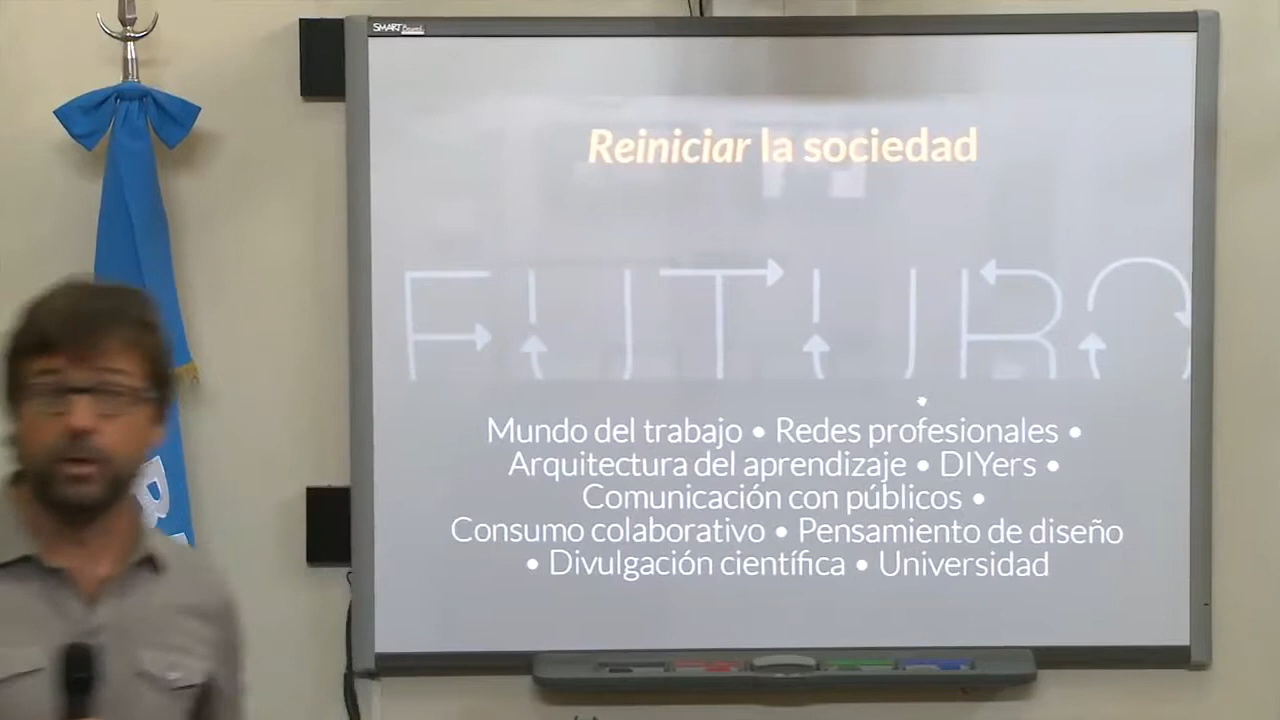 SMART Board
Reiniciar la sociedad
FUTURO
Mundo del trabajo • Redes profesionales •
Arquitectura del aprendizaje • DIYers •
Comunicación con públicos •
Consumo colaborativo • Pensamiento de diseño
• Divulgación científica • Universidad
B